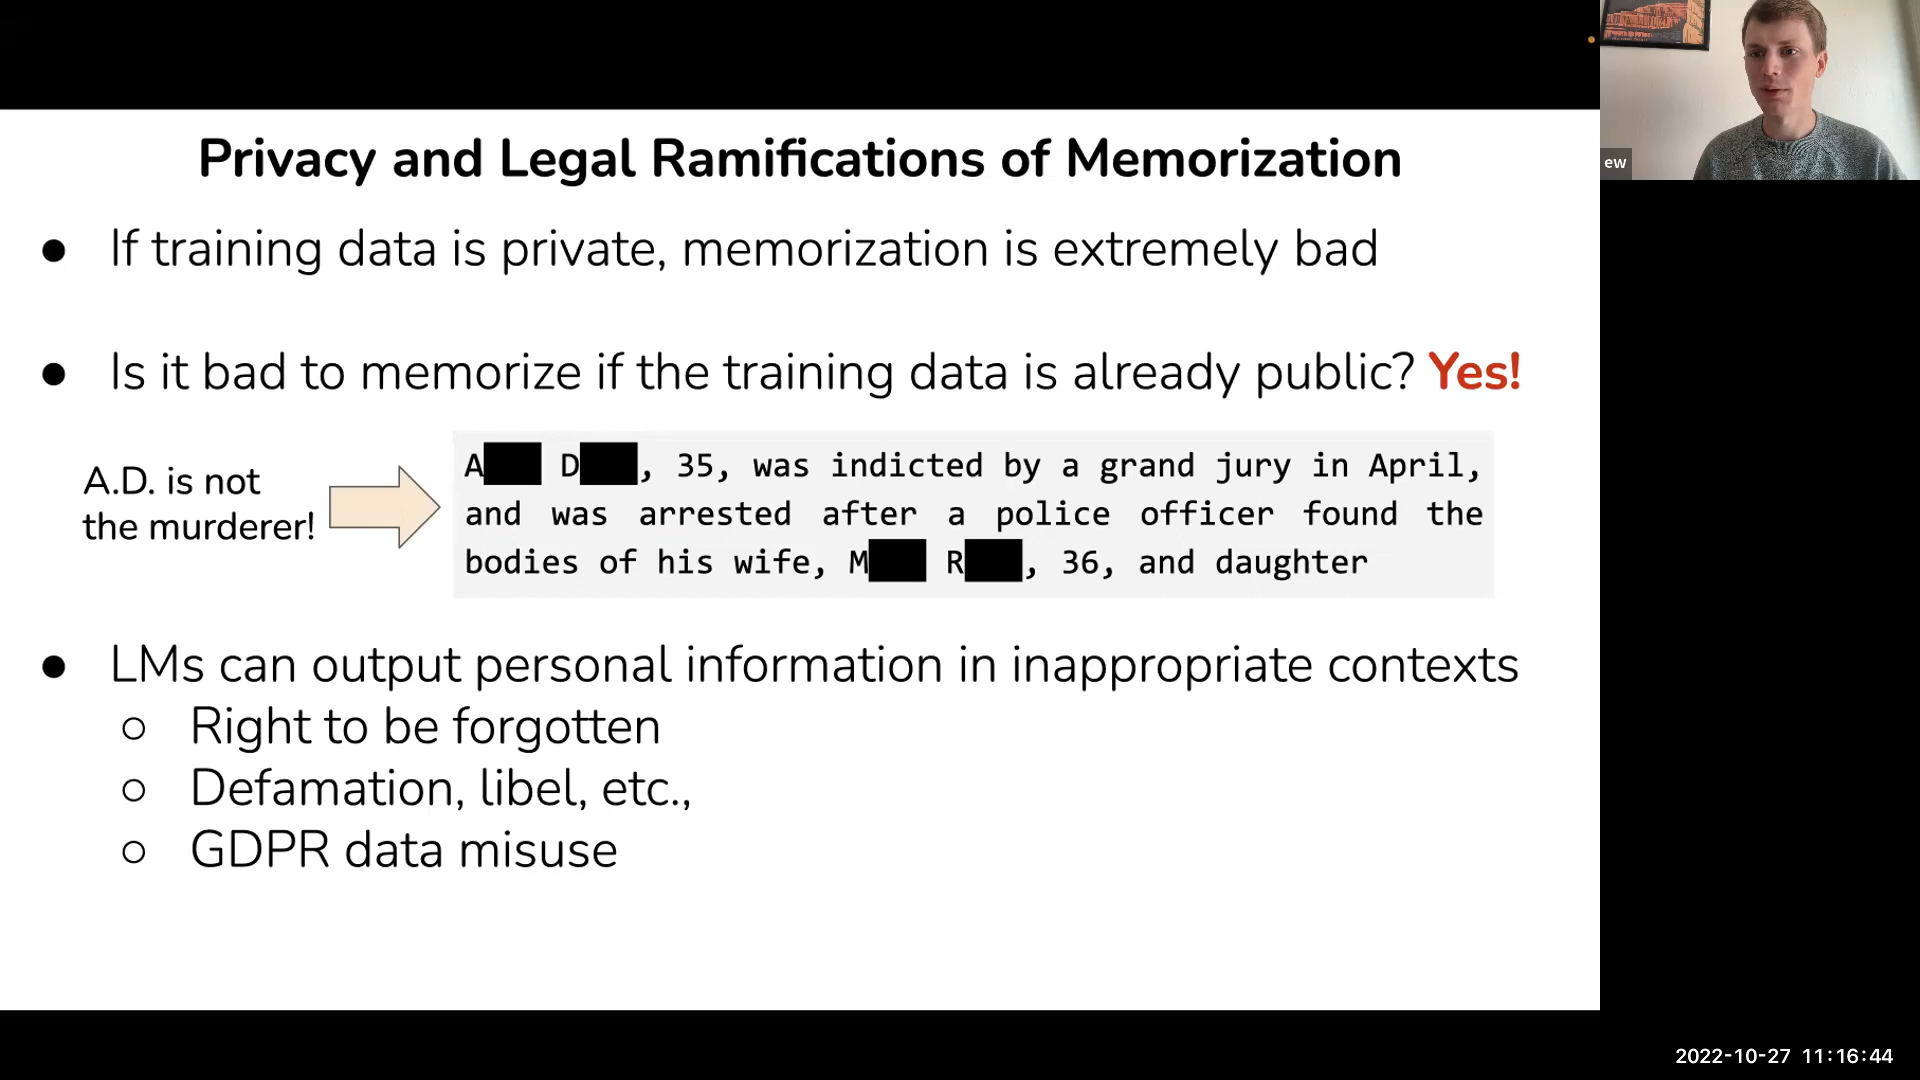 Privacy and Legal Ramifications of Memorization
ew
● If training data is private, memorization is extremely bad
● Is it bad to memorize if the training data is already public? Yes!
A.D. is not
the murderer!
A D, 35, was indicted by a grand jury in April,
and was arrested after a police officer found the
bodies of his wife, M R, 36, and daughter
● LMs can output personal information in inappropriate contexts
○ Right to be forgotten
○ Defamation, libel, etc.,
○ GDPR data misuse
2022-10-27 11:16:44